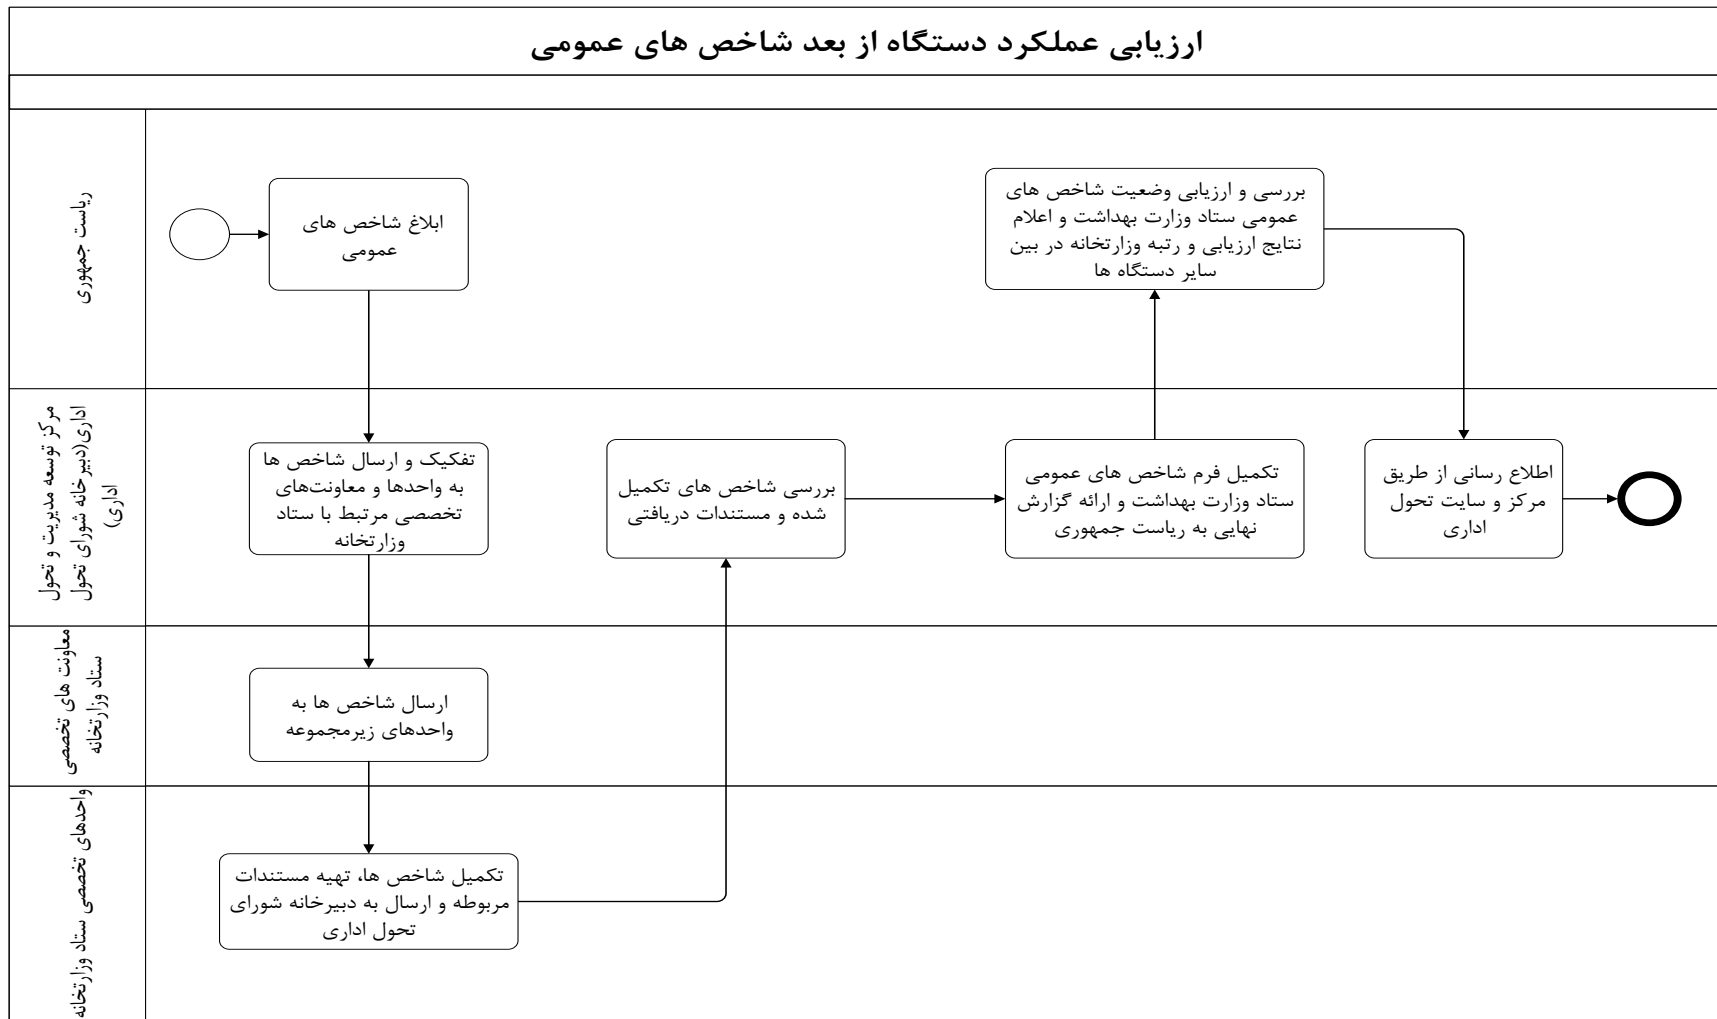 ارزیابی عملکرد دستگاه از بعد شاخص های عمومی
ریاست جمهوری
ابلاغ شاخص های
عمومی
بررسی و ارزیابی وضعیت شاخص های
عمومی ستاد وزارت بهداشت و اعلام
نتایج ارزیابی و رتبه وزارتخانه در بین
سایر دستگاه ها
مرکز توسعه مدیریت و تحول
اداری(دبیرخانه شورای تحول
اداری)
تفکیک و ارسال شاخص ها
به واحدها و معاونت‌های
تخصصی مرتبط با ستاد
وزارتخانه
بررسی شاخص های تکمیل
شده و مستندات دریافتی
تکمیل فرم شاخص های عمومی
ستاد وزارت بهداشت و ارائه گزارش
نهایی به ریاست جمهوری
اطلاع رسانی از طریق
مرکز و سایت تحول
اداری
معاونت های تخصصی
ستاد وزارتخانه
ارسال شاخص ها به
واحدهای زیرمجموعه
واحدهای تخصصی ستاد وزارتخانه
تکمیل شاخص ها، تهیه مستندات
مربوطه و ارسال به دبیرخانه شورای
تحول اداری